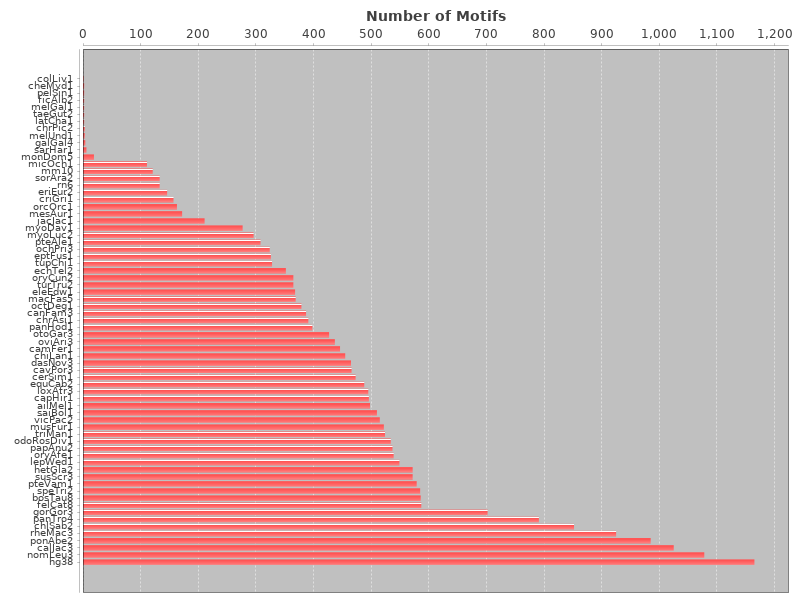 Number of Motifs
0 100 200 300 400 500 600 700 800 900 1,000 1,100 1,200
colLiv1
cheMyd1
pelSin1
ficAlb2
melGal1
taeGut2
latCha1
chrPic2
melUnd1
galGal4
sarHar1
monDom5
micOch1
mm10
sorAra2
rn6
eriEur2
criGri1
orcOrc1
mesAur1
jacJac1
myoDav1
myoLuc2
pteAle1
ochPri3
eptFus1
tupChi1
echTel2
oryCun2
turTru2
eleEdw1
macFas5
octDeg1
canFam3
chrAsi1
panHod1
otoGar3
oviAri3
camFer1
chiLan1
dasNov3
cavPor3
cerSim1
equCab2
loxAfr3
capHir1
ailMel1
saiBol1
vicPac2
musFur1
triMan1
odoRosDiv1
papAnu2
oryAfe1
lepWed1
hetGla2
susScr3
pteVam1
speTri2
bosTau8
felCat8
gorGor3
panTro4
chlSab2
rheMac3
ponAbe2
calJac3
nomLeu3
hg38